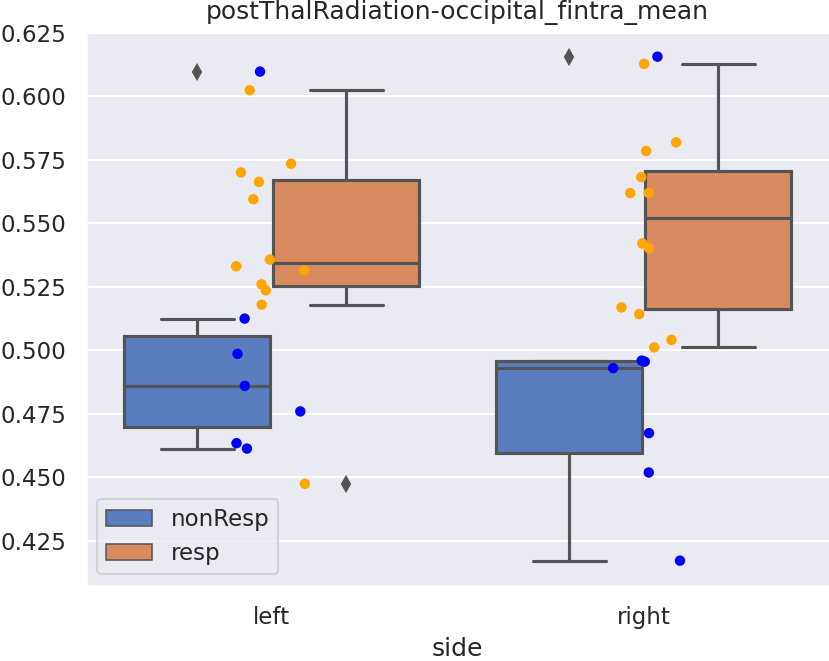 postThalRadiation-occipital_fintra_mean
0.625
0.600
0.575
0.550
0.525
0.500
0.475
0.450
0.425
nonResp
resp
left right
side